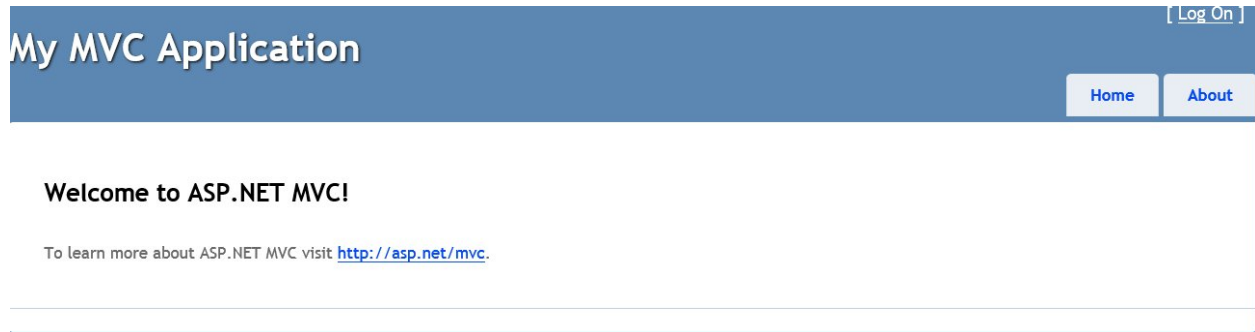 [ Log On ]
My MVC Application
Home About
Welcome to ASP.NET MVC!
To learn more about ASP.NET MVC visit http://asp.net/mvc.